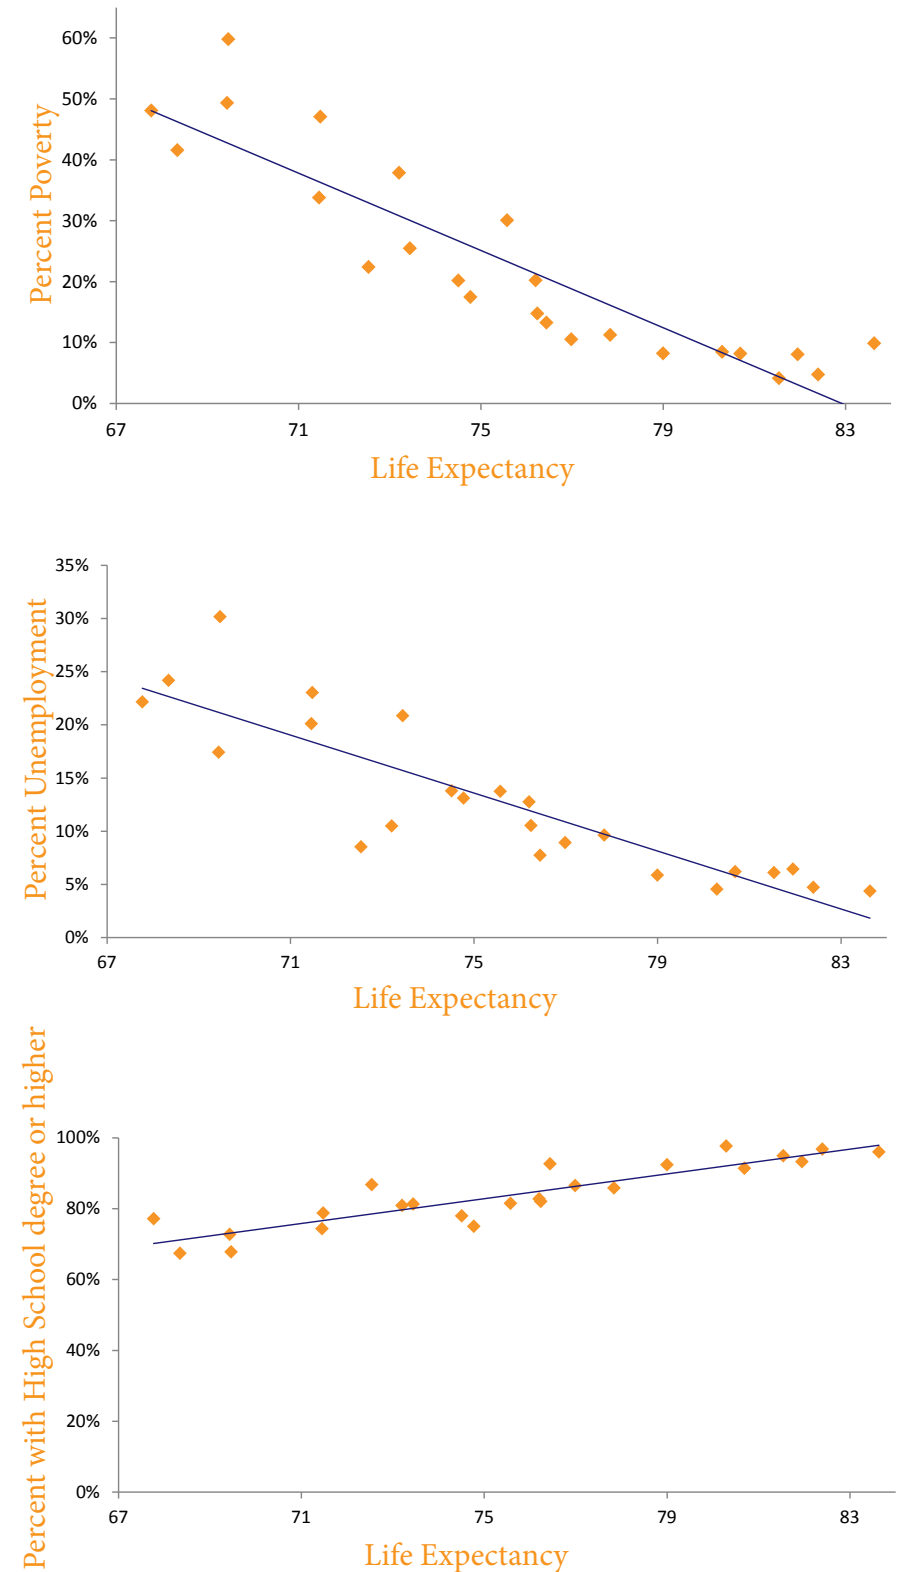 Percent Poverty
60%
50%
40%
30%
20%
10%
0%
67 71 75 79 83
Life Expectancy
Percent Unemployment
35%
30%
25%
20%
15%
10%
5%
0%
67 71 75 79 83
Life Expectancy
Percent with High School degree or higher
100%
80%
60%
40%
20%
0%
67 71 75 79 83
Life Expectancy